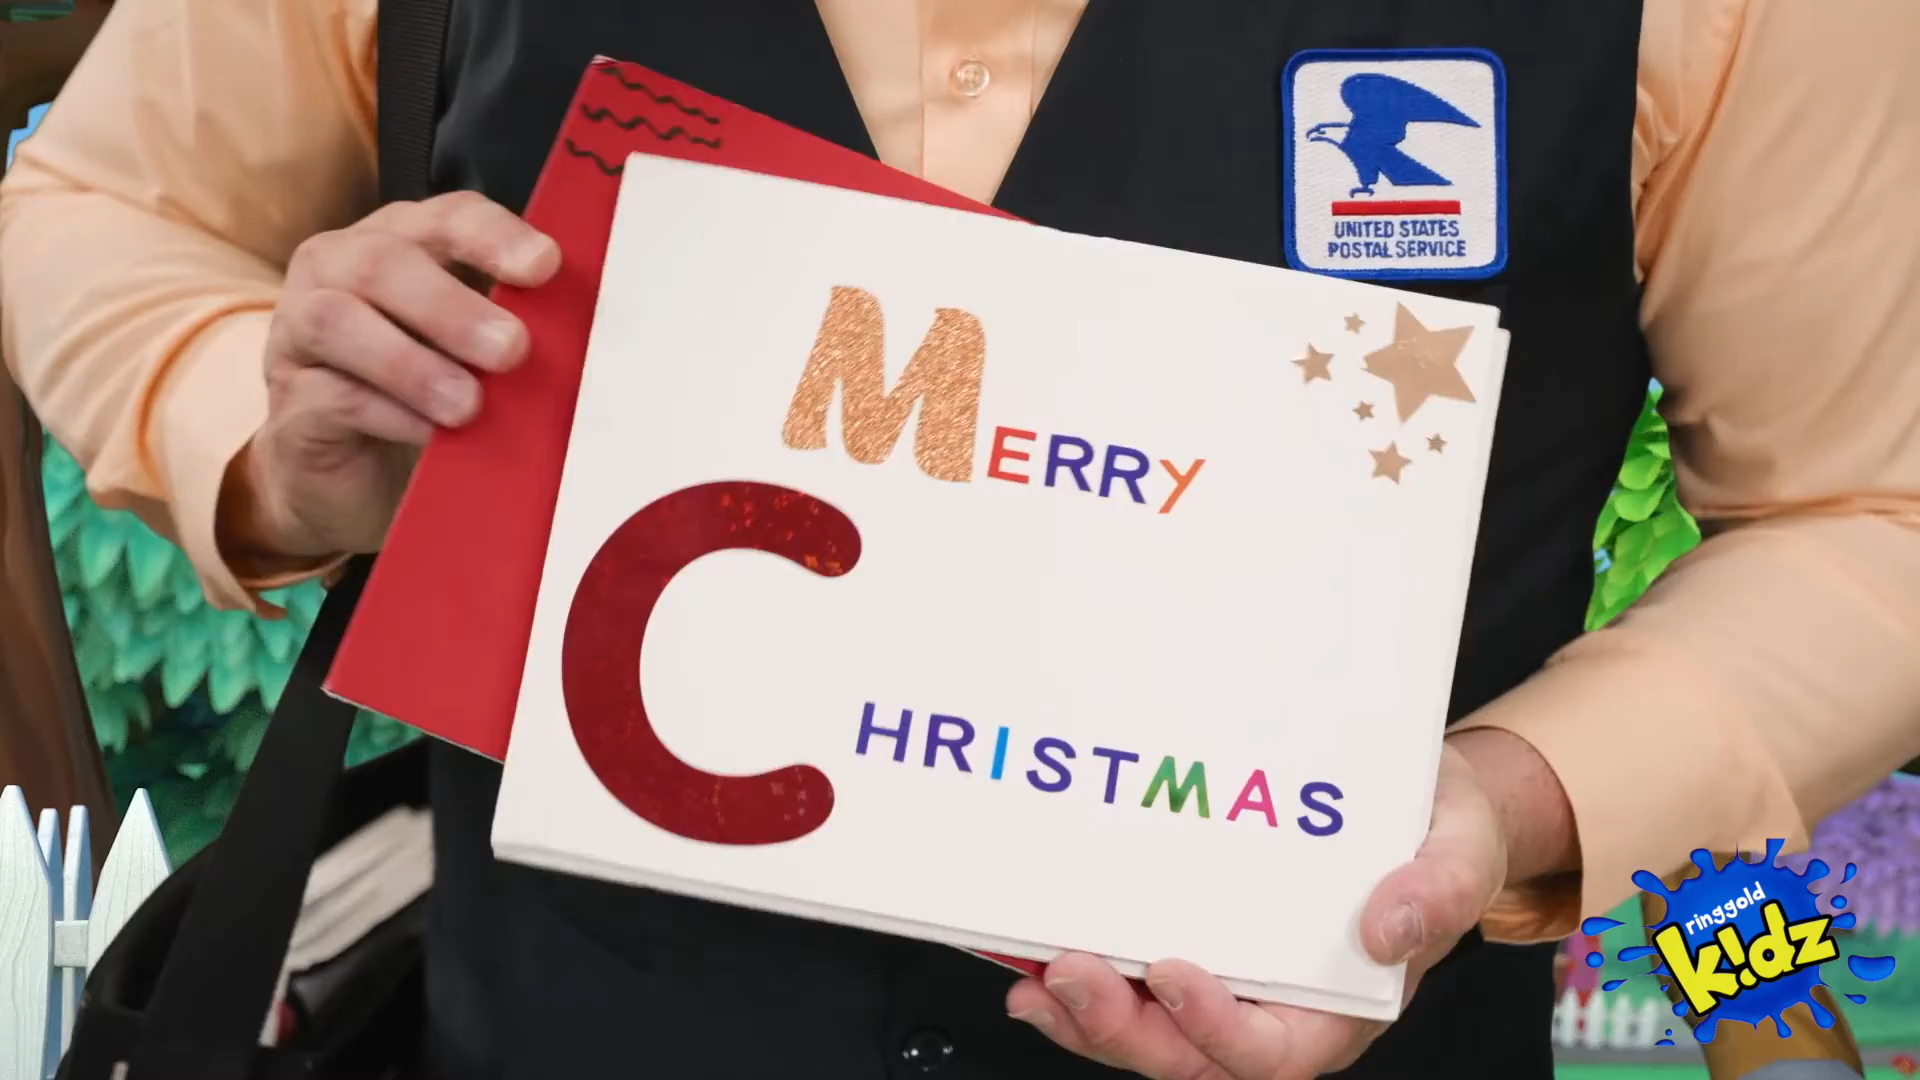 UNITED STATES
POSTAL SERVICE
MERRY
CHRISTMAS
ringgold
k!dz